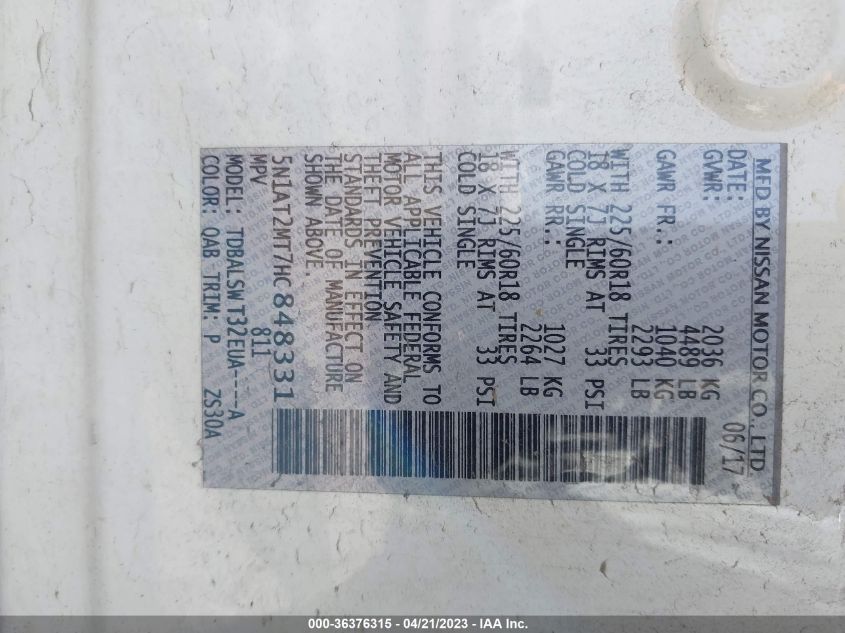 MFD BY NISSAN MOTOR CO., LTD.
DATE: 06/17
GVWR: 2036 KG
4489 LB
GAWR FR.: 1040 KG
2293 LB
WITH 225/60R18 TIRES
18 X 7J RIMS AT 33 PSI
COLD SINGLE
GAWR RR.: 1027 KG
2264 LB
WITH 225/60R18 TIRES
18 X 7J RIMS AT 33 PSI
COLD SINGLE
THIS VEHICLE CONFORMS TO
ALL APPLICABLE FEDERAL
MOTOR VEHICLE SAFETY AND
THEFT PREVENTION
STANDARDS IN EFFECT ON
THE DATE OF MANUFACTURE
SHOWN ABOVE.
5N1AT2MT7HC848331
MPV 811
MODEL: TDBALSW T32EUA----A
COLOR: QAB TRIM: P ZS30A
000-36376315 / 04/21/2023 - IAA Inc.